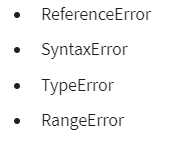 • ReferenceError
• SyntaxError
• TypeError
• RangeError